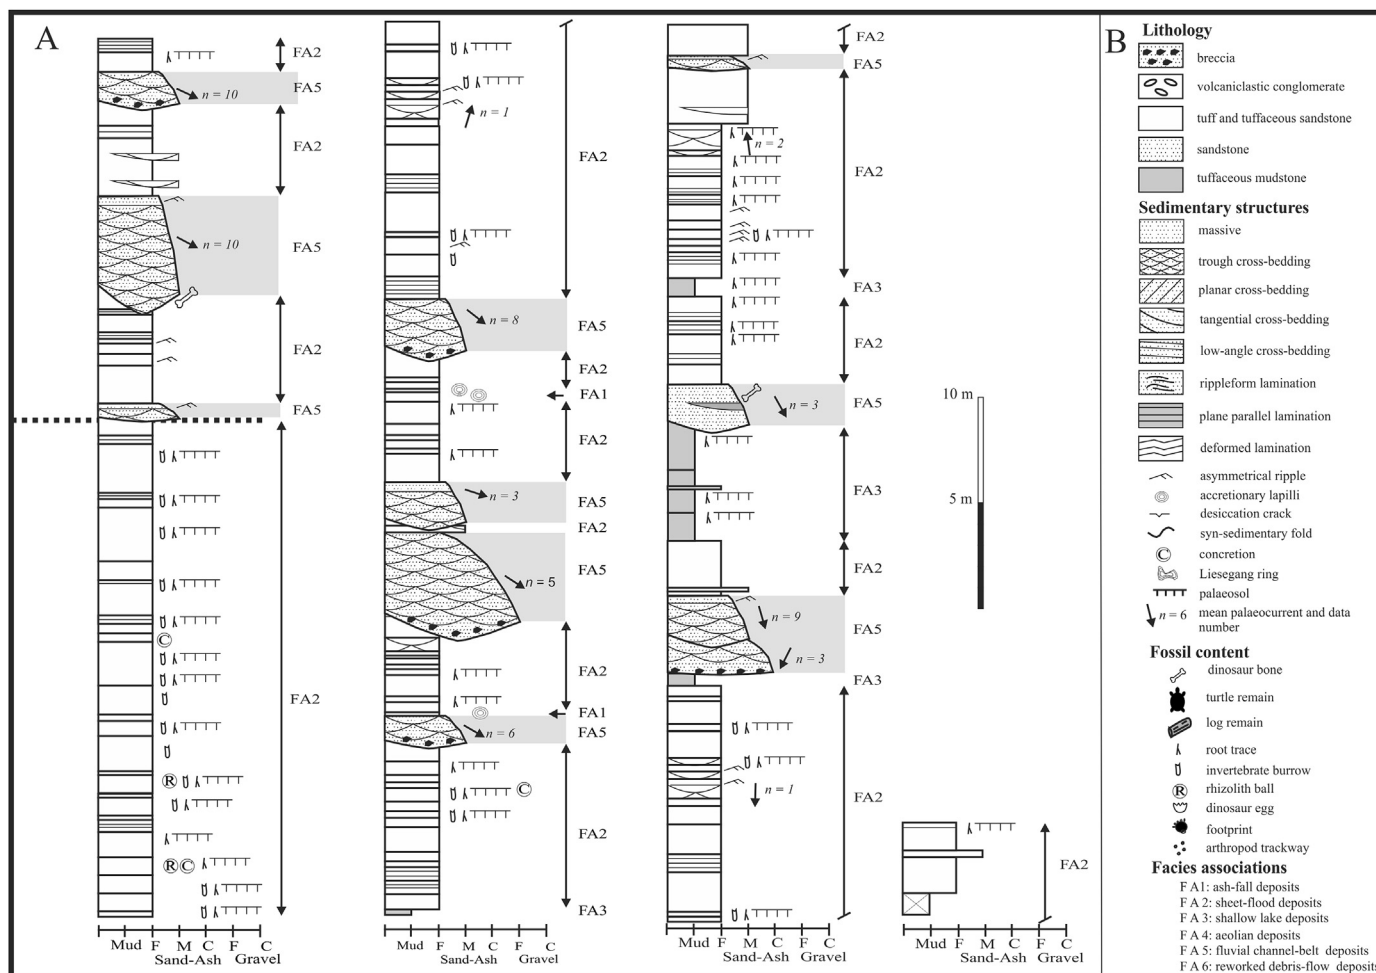 A
FA2
FA5
n = 10
FA2
FA5
n = 10
FA2
FA5
C
FA2
R
R C
Mud F M C F C
Sand-Ash Gravel
n = 1
FA2
n = 8
FA5
FA2
FA1
FA2
n = 3
FA5
FA2
FA5
n = 5
FA2
FA1
FA5
n = 6
C
FA2
FA3
Mud F M C F C
Sand-Ash Gravel
FA2
FA5
n = 2
FA2
FA3
FA2
FA5
n = 3
FA3
FA2
n = 9
FA5
n = 3
FA3
n = 1
FA2
Mud F M C F C
Sand-Ash Gravel
10 m
5 m
FA2
Mud F M C F C
Sand-Ash Gravel
B
Lithology
breccia
volcaniclastic conglomerate
tuff and tuffaceous sandstone
sandstone
tuffaceous mudstone
Sedimentary structures
massive
trough cross-bedding
planar cross-bedding
tangential cross-bedding
low-angle cross-bedding
rippleform lamination
plane parallel lamination
deformed lamination
asymmetrical ripple
accretionary lapilli
desiccation crack
syn-sedimentary fold
C concretion
Liesegang ring
palaeosol
n = 6 mean palaeocurrent and data
number
Fossil content
dinosaur bone
turtle remain
log remain
root trace
invertebrate burrow
R rhizolith ball
dinosaur egg
footprint
arthropod trackway
Facies associations
F A1: ash-fall deposits
F A 2: sheet-flood deposits
F A 3: shallow lake deposits
F A 4: aeolian deposits
F A 5: fluvial channel-belt deposits
F A 6: reworked debris-flow deposits